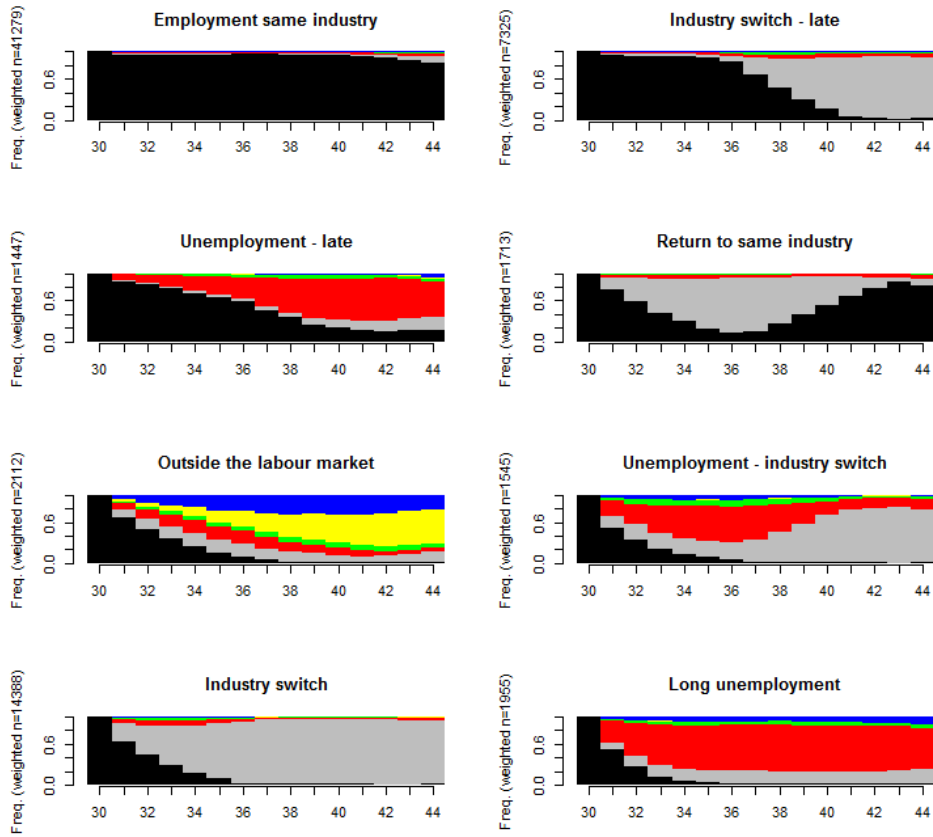 Employment same industry
Freq. (weighted n=41279)
0.0 0.6
30 32 34 36 38 40 42 44
Industry switch - late
Freq. (weighted n=7325)
0.0 0.6
30 32 34 36 38 40 42 44
Unemployment - late
Freq. (weighted n=1447)
0.0 0.6
30 32 34 36 38 40 42 44
Return to same industry
Freq. (weighted n=1713)
0.0 0.6
30 32 34 36 38 40 42 44
Outside the labour market
Freq. (weighted n=2112)
0.0 0.6
30 32 34 36 38 40 42 44
Unemployment - industry switch
Freq. (weighted n=1545)
0.0 0.6
30 32 34 36 38 40 42 44
Industry switch
Freq. (weighted n=14388)
0.0 0.6
30 32 34 36 38 40 42 44
Long unemployment
Freq. (weighted n=1955)
0.0 0.6
30 32 34 36 38 40 42 44